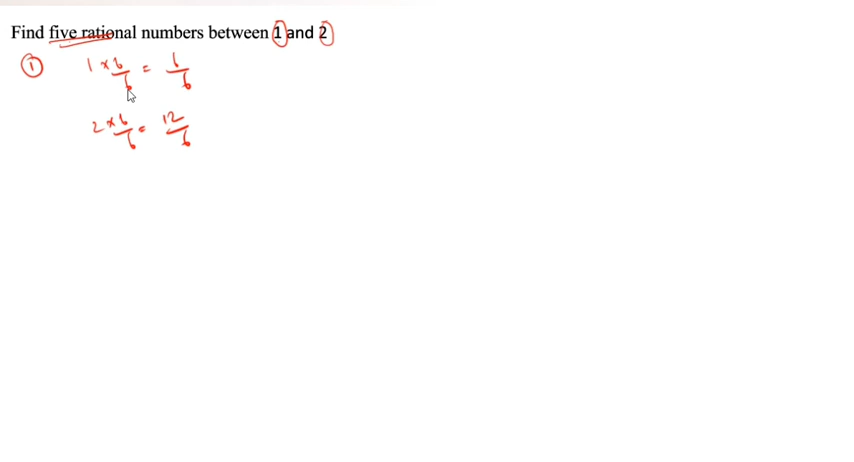 Find five rational numbers between 1 and 2
① 1 × 6/6 = 6/6
2 × 6/6 = 12/6